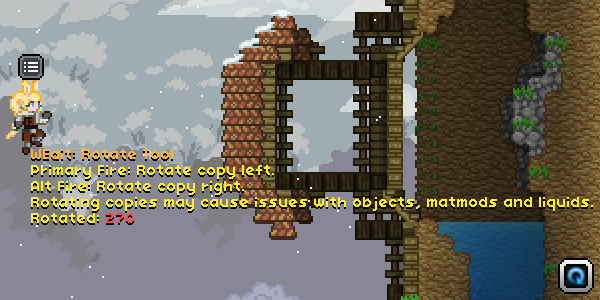 WEdit: Rotate Tool
Primary Fire: Rotate copy left.
Alt Fire: Rotate copy right.
Rotating copies may cause issues with objects, matmods and liquids.
Rotated: 270